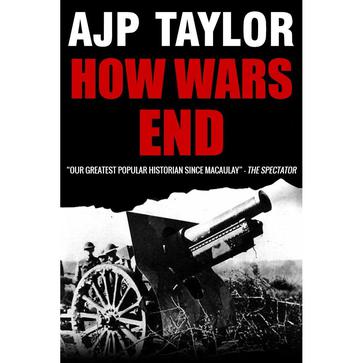 AJP TAYLOR
HOW WARS
END
“OUR GREATEST POPULAR HISTORIAN SINCE MACAULAY” - THE SPECTATOR